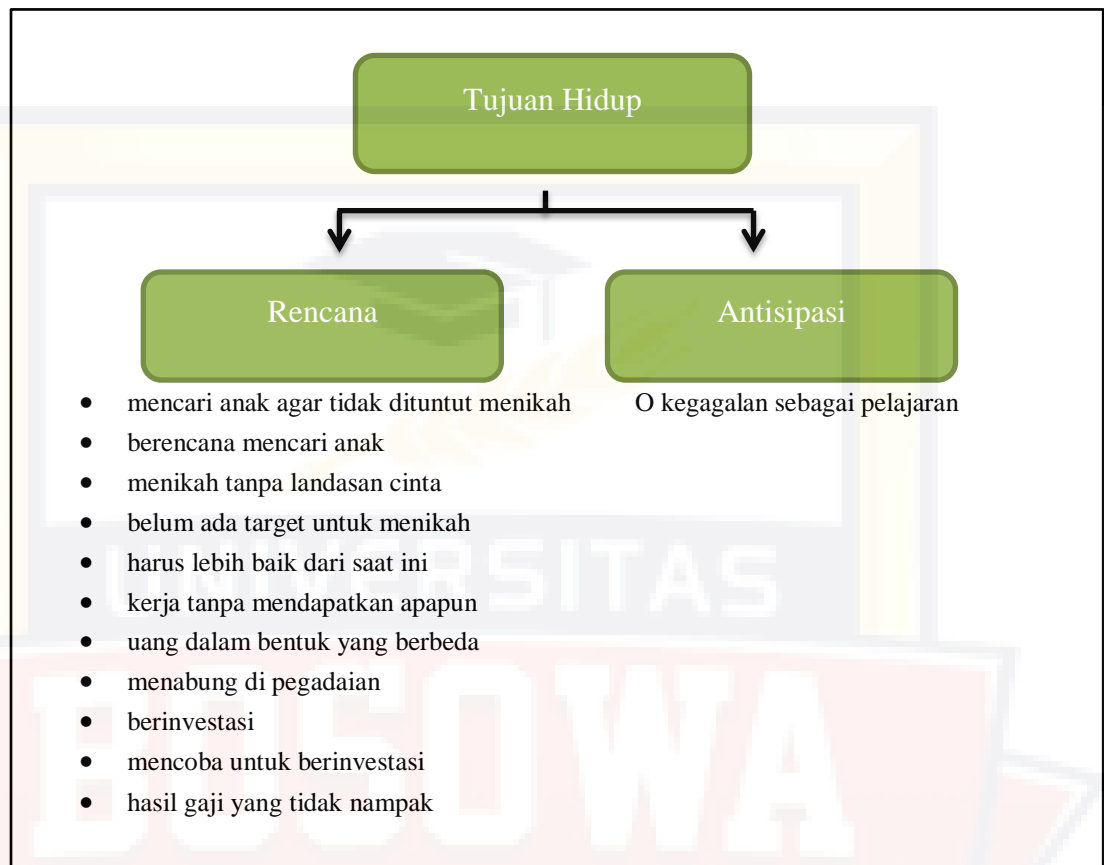 Tujuan Hidup
Rencana
Antisipasi
• mencari anak agar tidak dituntut menikah
• berencana mencari anak
• menikah tanpa landasan cinta
• belum ada target untuk menikah
• harus lebih baik dari saat ini
• kerja tanpa mendapatkan apapun
• uang dalam bentuk yang berbeda
• menabung di pegadaian
• berinvestasi
• mencoba untuk berinvestasi
• hasil gaji yang tidak nampak
O kegagalan sebagai pelajaran
UNIVERSITAS
BOSOWA